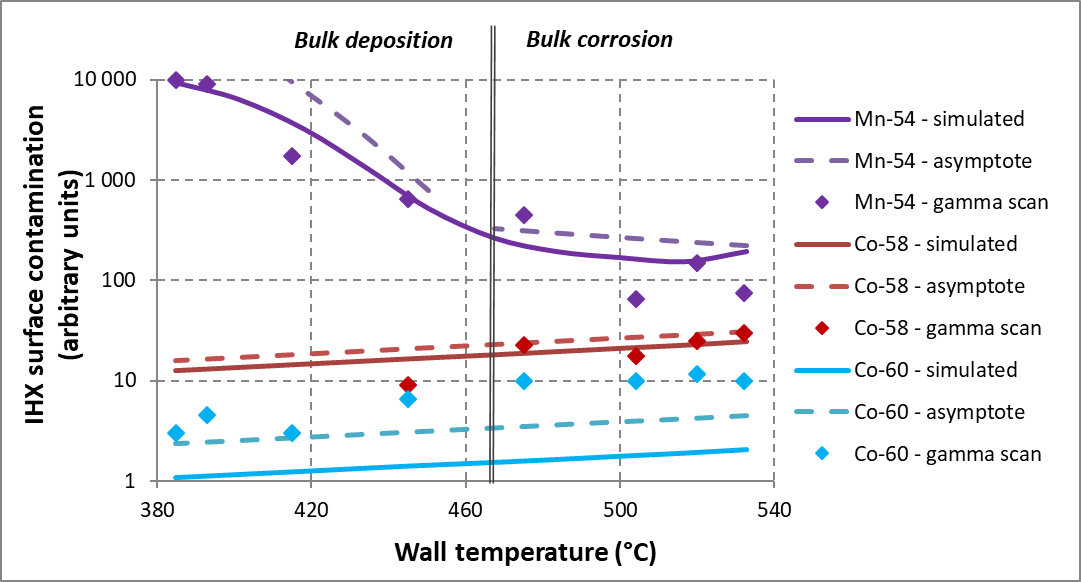 Bulk deposition
Bulk corrosion
IHX surface contamination
(arbitrary units)
10 000
1 000
100
10
1
380
420
460
500
540
Wall temperature (°C)
Mn-54 - simulated
Mn-54 - asymptote
Mn-54 - gamma scan
Co-58 - simulated
Co-58 - asymptote
Co-58 - gamma scan
Co-60 - simulated
Co-60 - asymptote
Co-60 - gamma scan